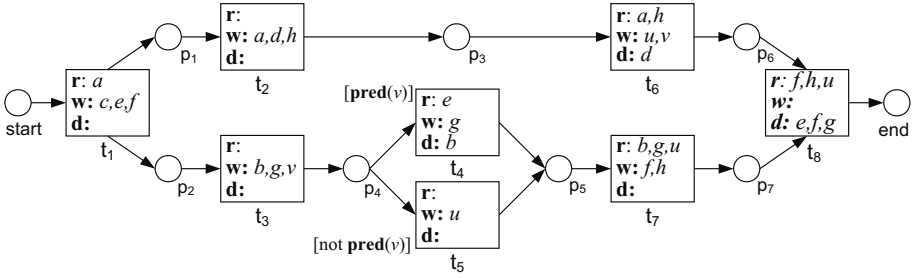 start
r: a
w: c,e,f
d:
t1
p1
r:
w: a,d,h
d:
t2
p3
r: a,h
w: u,v
d: d
t6
p6
r: f,h,u
w:
d: e,f,g
t8
end
p2
r:
w: b,g,v
d:
t3
p4
[pred(v)]
r: e
w: g
d: b
t4
[not pred(v)]
r:
w: u
d:
t5
p5
r: b,g,u
w: f,h
d:
t7
p7